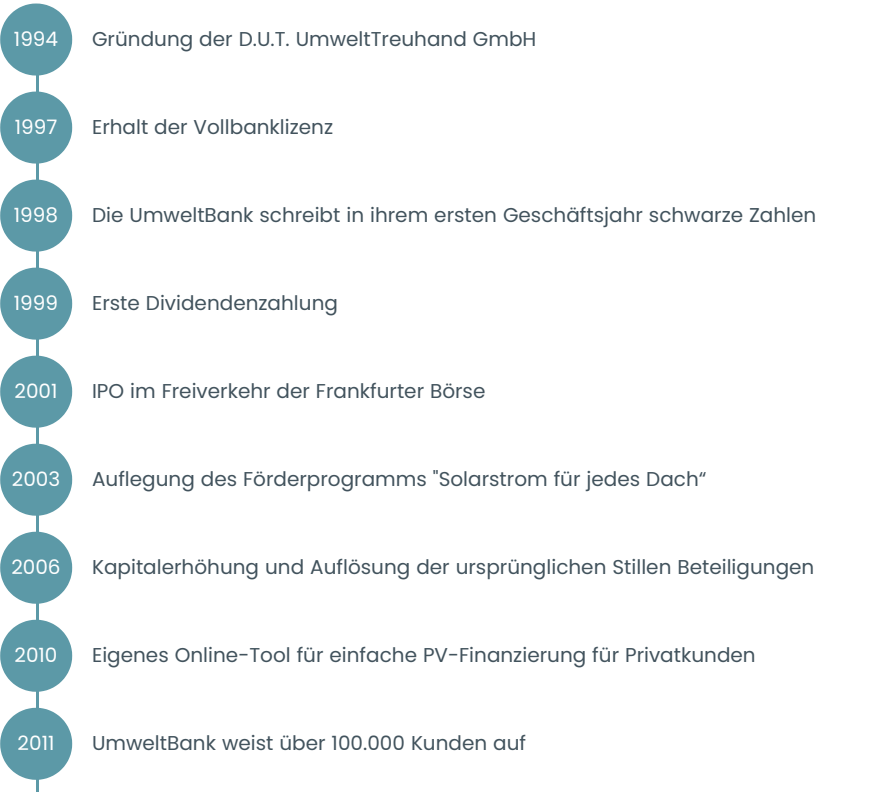 1994 Gründung der D.U.T. UmweltTreuhand GmbH
1997 Erhalt der Vollbanklizenz
1998 Die UmweltBank schreibt in ihrem ersten Geschäftsjahr schwarze Zahlen
1999 Erste Dividendenzahlung
2001 IPO im Freiverkehr der Frankfurter Börse
2003 Auflegung des Förderprogramms "Solarstrom für jedes Dach“
2006 Kapitalerhöhung und Auflösung der ursprünglichen Stillen Beteiligungen
2010 Eigenes Online-Tool für einfache PV-Finanzierung für Privatkunden
2011 UmweltBank weist über 100.000 Kunden auf